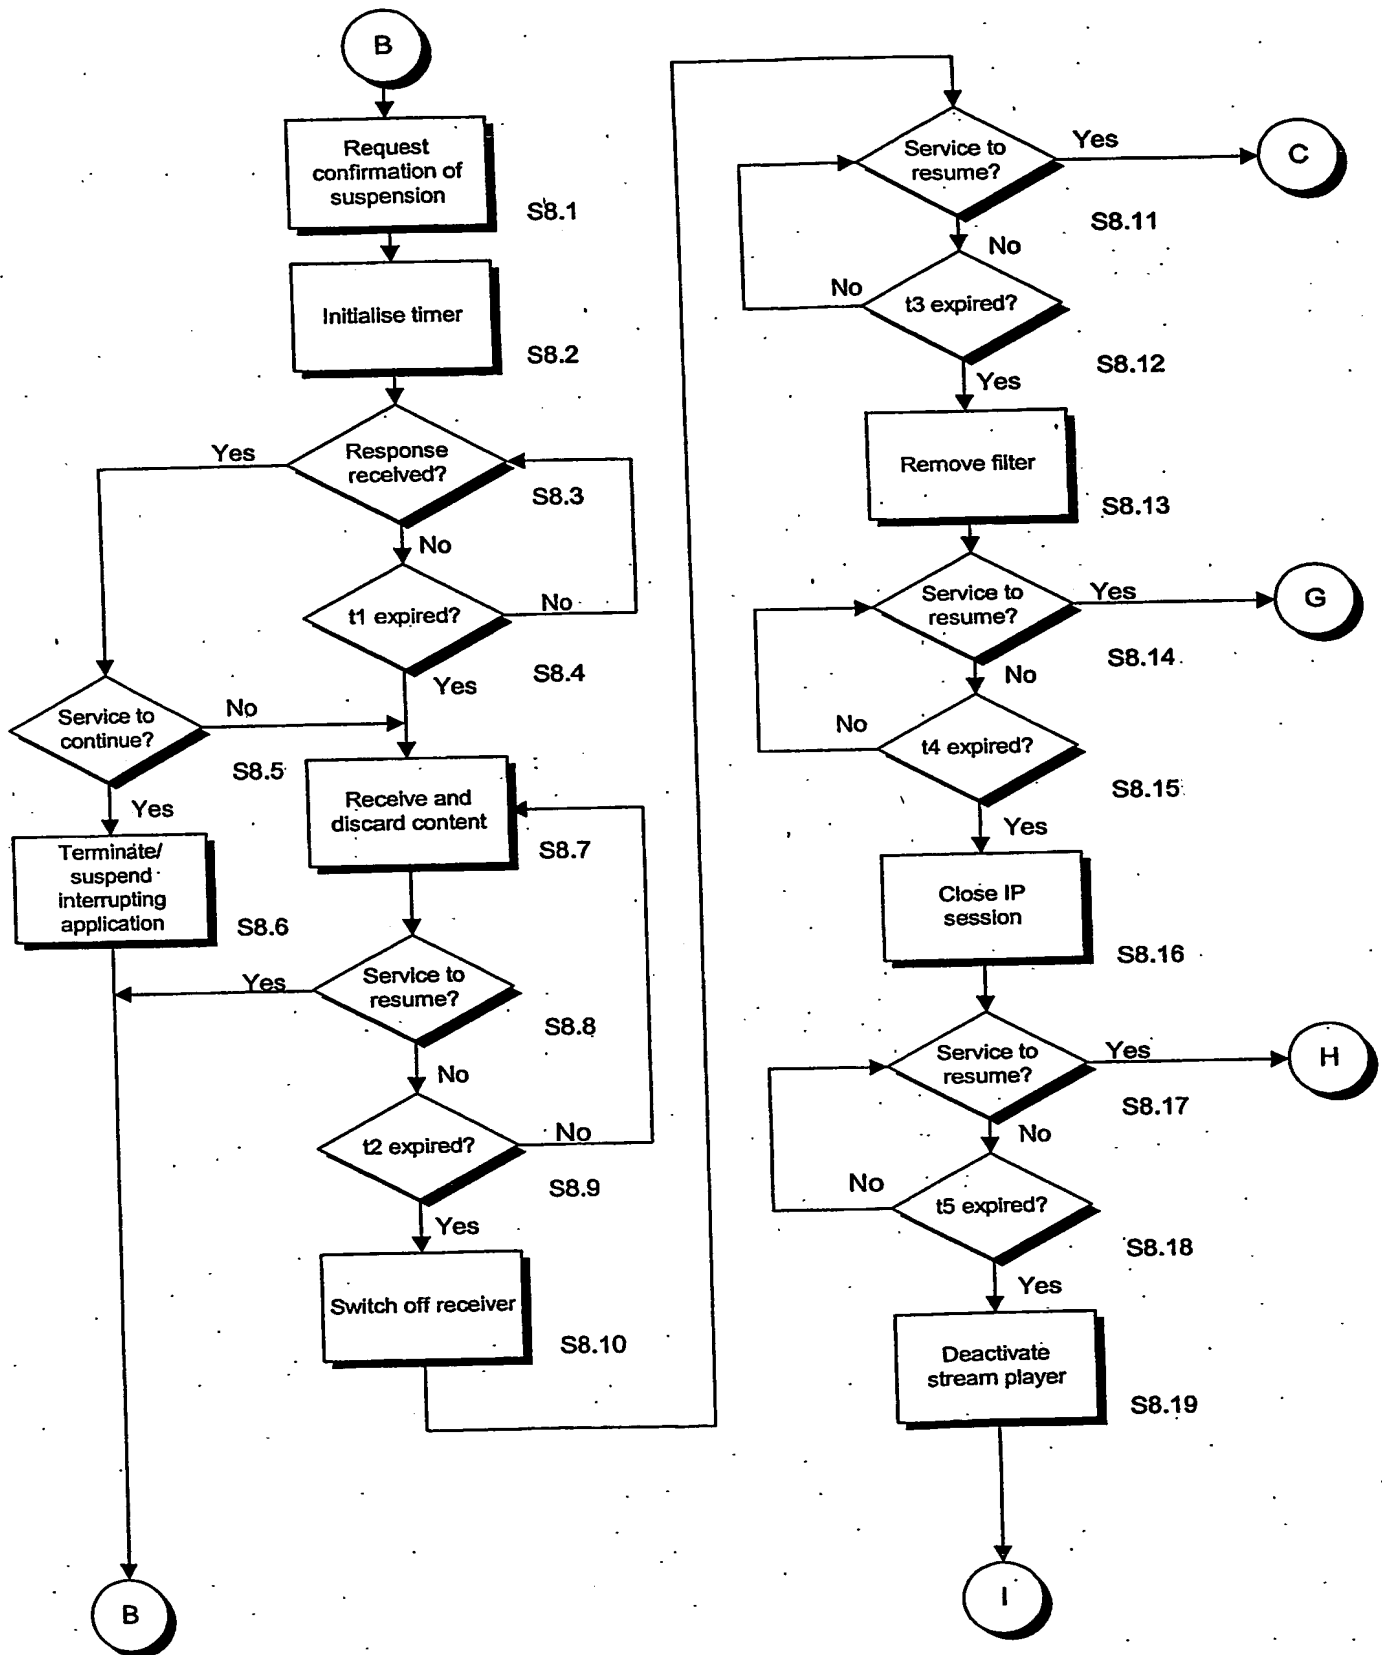 B
Request
confirmation of
suspension
S8.1
Initialise timer
S8.2
Response
received?
Yes
S8.3
No
t1 expired?
No
S8.4
Yes
Service to
continue?
No
S8.5
Yes
Terminate/
suspend
interrupting
application
S8.6
Receive and
discard content
S8.7
Service to
resume?
Yes
S8.8
No
t2 expired?
No
S8.9
Yes
Switch off receiver
S8.10
B
Service to
resume?
Yes
C
S8.11
No
t3 expired?
No
S8.12
Yes
Remove filter
S8.13
Service to
resume?
Yes
G
S8.14
No
t4 expired?
No
S8.15
Yes
Close IP
session
S8.16
Service to
resume?
Yes
H
S8.17
No
t5 expired?
No
S8.18
Yes
Deactivate
stream player
S8.19
I